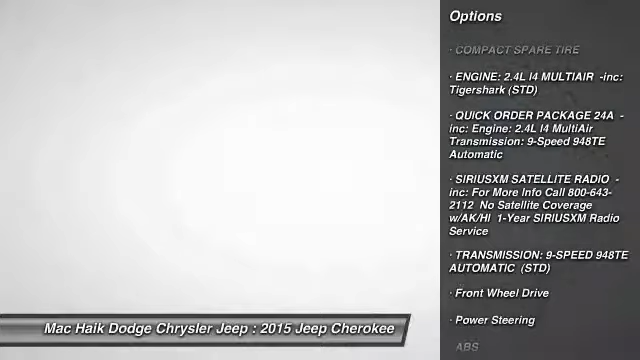 Options
· COMPACT SPARE TIRE
· ENGINE: 2.4L I4 MULTIAIR -inc:
Tigershark (STD)
· QUICK ORDER PACKAGE 24A -
inc: Engine: 2.4L I4 MultiAir
Transmission: 9-Speed 948TE
Automatic
· SIRIUSXM SATELLITE RADIO -
inc: For More Info Call 800-643-
2112 No Satellite Coverage
w/AK/HI 1-Year SIRIUSXM Radio
Service
· TRANSMISSION: 9-SPEED 948TE
AUTOMATIC (STD)
· Front Wheel Drive
· Power Steering
· ABS
Mac Haik Dodge Chrysler Jeep : 2015 Jeep Cherokee